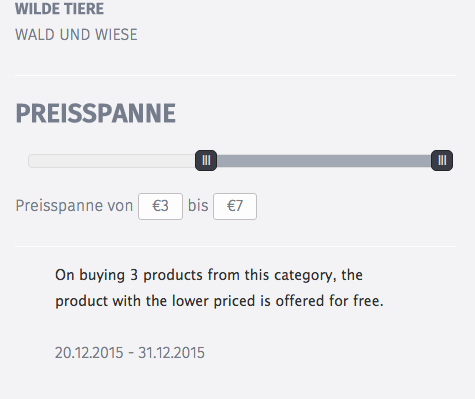 WILDE TIERE
WALD UND WIESE
PREISSPANNE
Preisspanne von €3 bis €7
On buying 3 products from this category, the
product with the lower priced is offered for free.
20.12.2015 - 31.12.2015